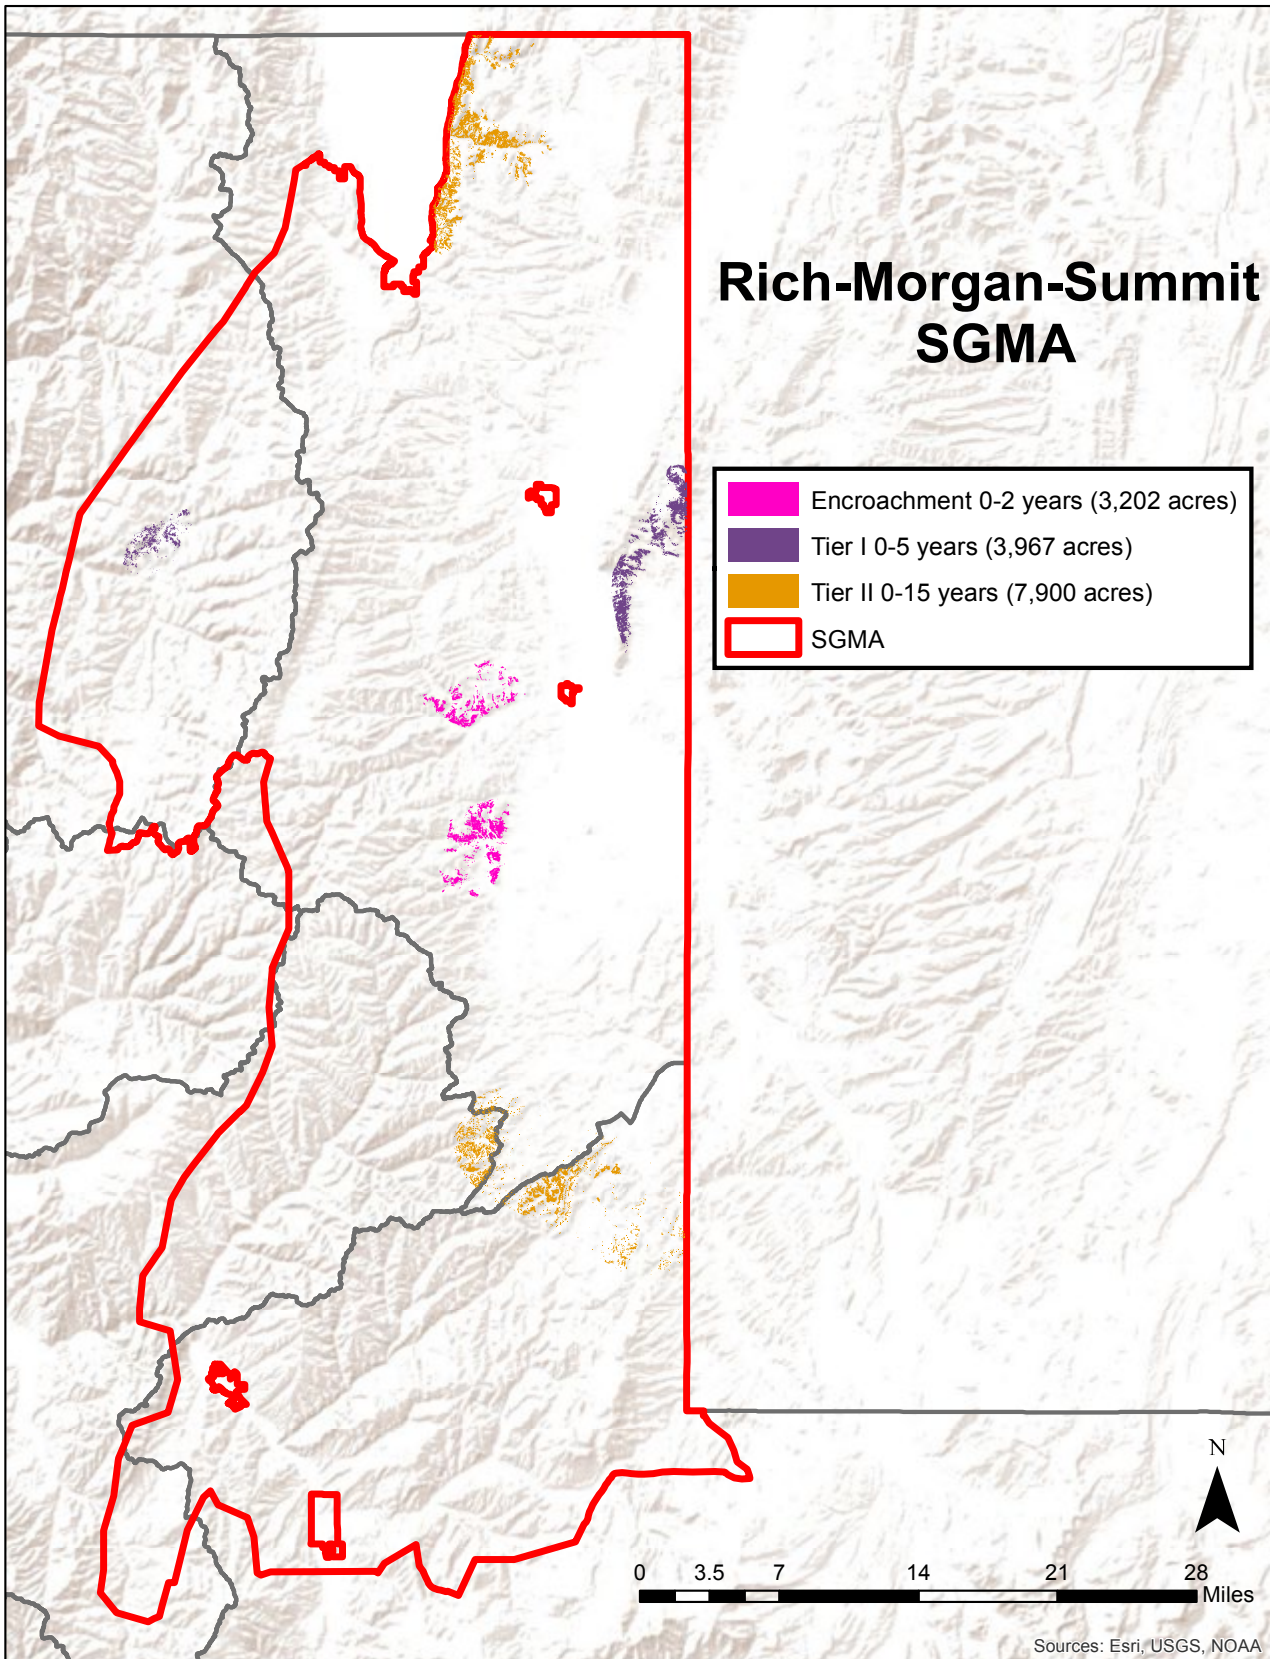 Rich-Morgan-Summit
SGMA
Encroachment 0-2 years (3,202 acres)
Tier I 0-5 years (3,967 acres)
Tier II 0-15 years (7,900 acres)
SGMA
N
0 3.5 7 14 21 28
Miles
Sources: Esri, USGS, NOAA